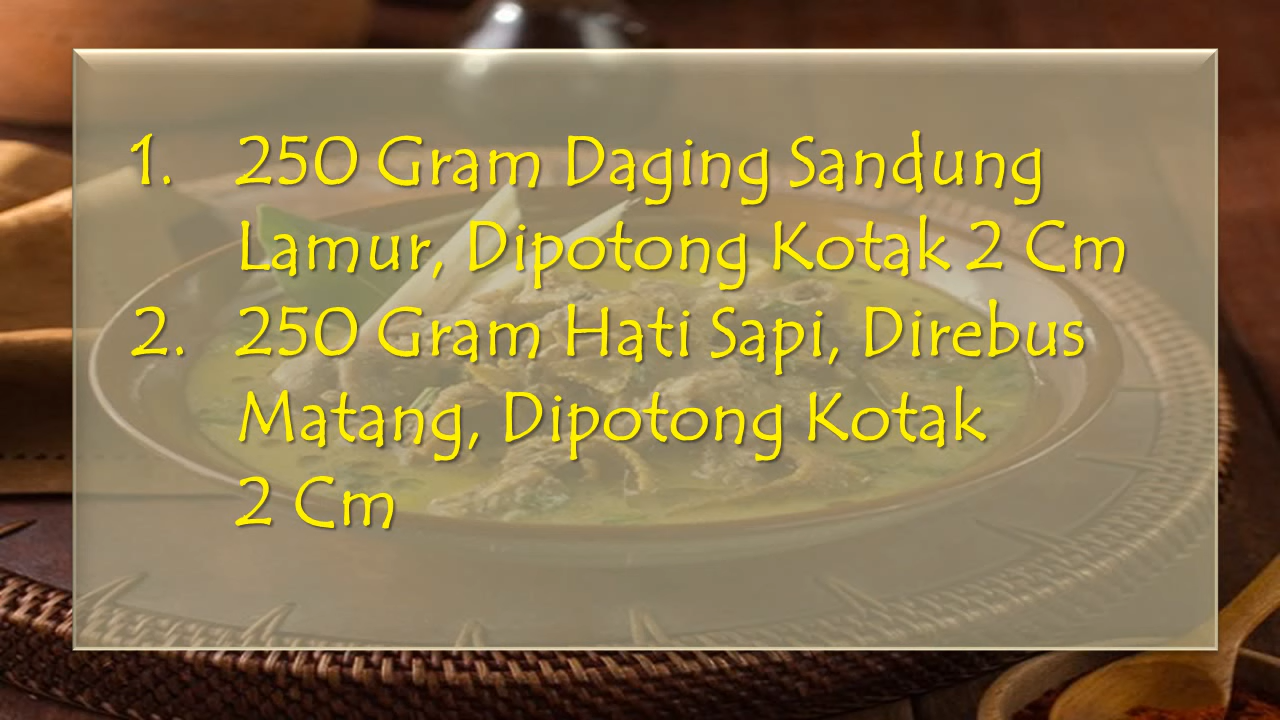 1. 250 Gram Daging Sandung
Lamur, Dipotong Kotak 2 Cm
2. 250 Gram Hati Sapi, Direbus
Matang, Dipotong Kotak
2 Cm